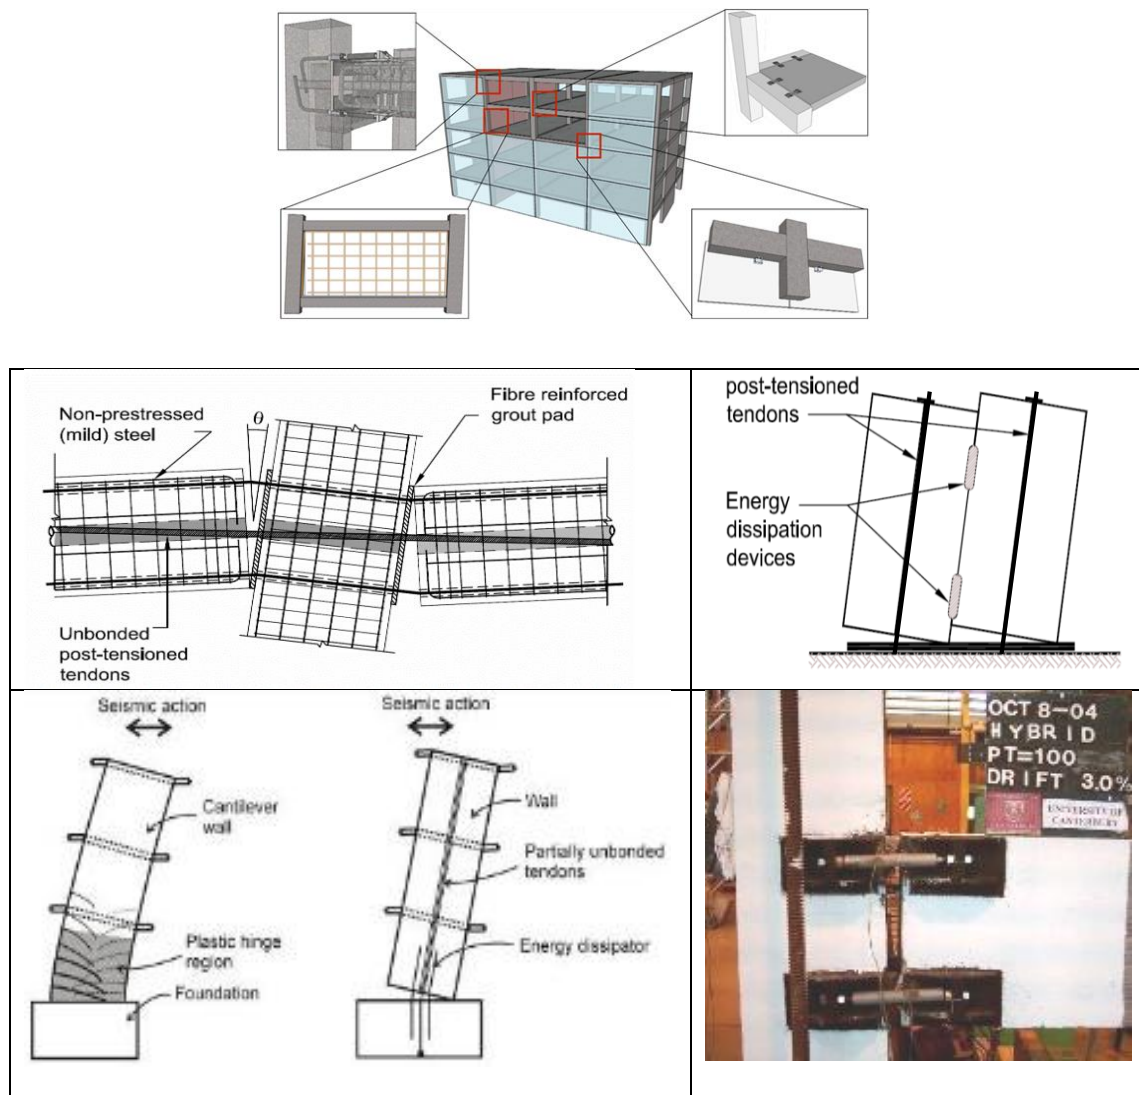 Non-prestressed
(mild) steel
θ
Fibre reinforced
grout pad
Unbonded
post-tensioned
tendons
post-tensioned
tendons
Energy
dissipation
devices
Seismic action
Seismic action
Cantilever
wall
Plastic hinge
region
Foundation
Wall
Partially unbonded
tendons
Energy dissipator
OCT 8-04
HYBRID
PT=100
DRIFT 3.0%
UNIVERSITY OF
CANTERBURY